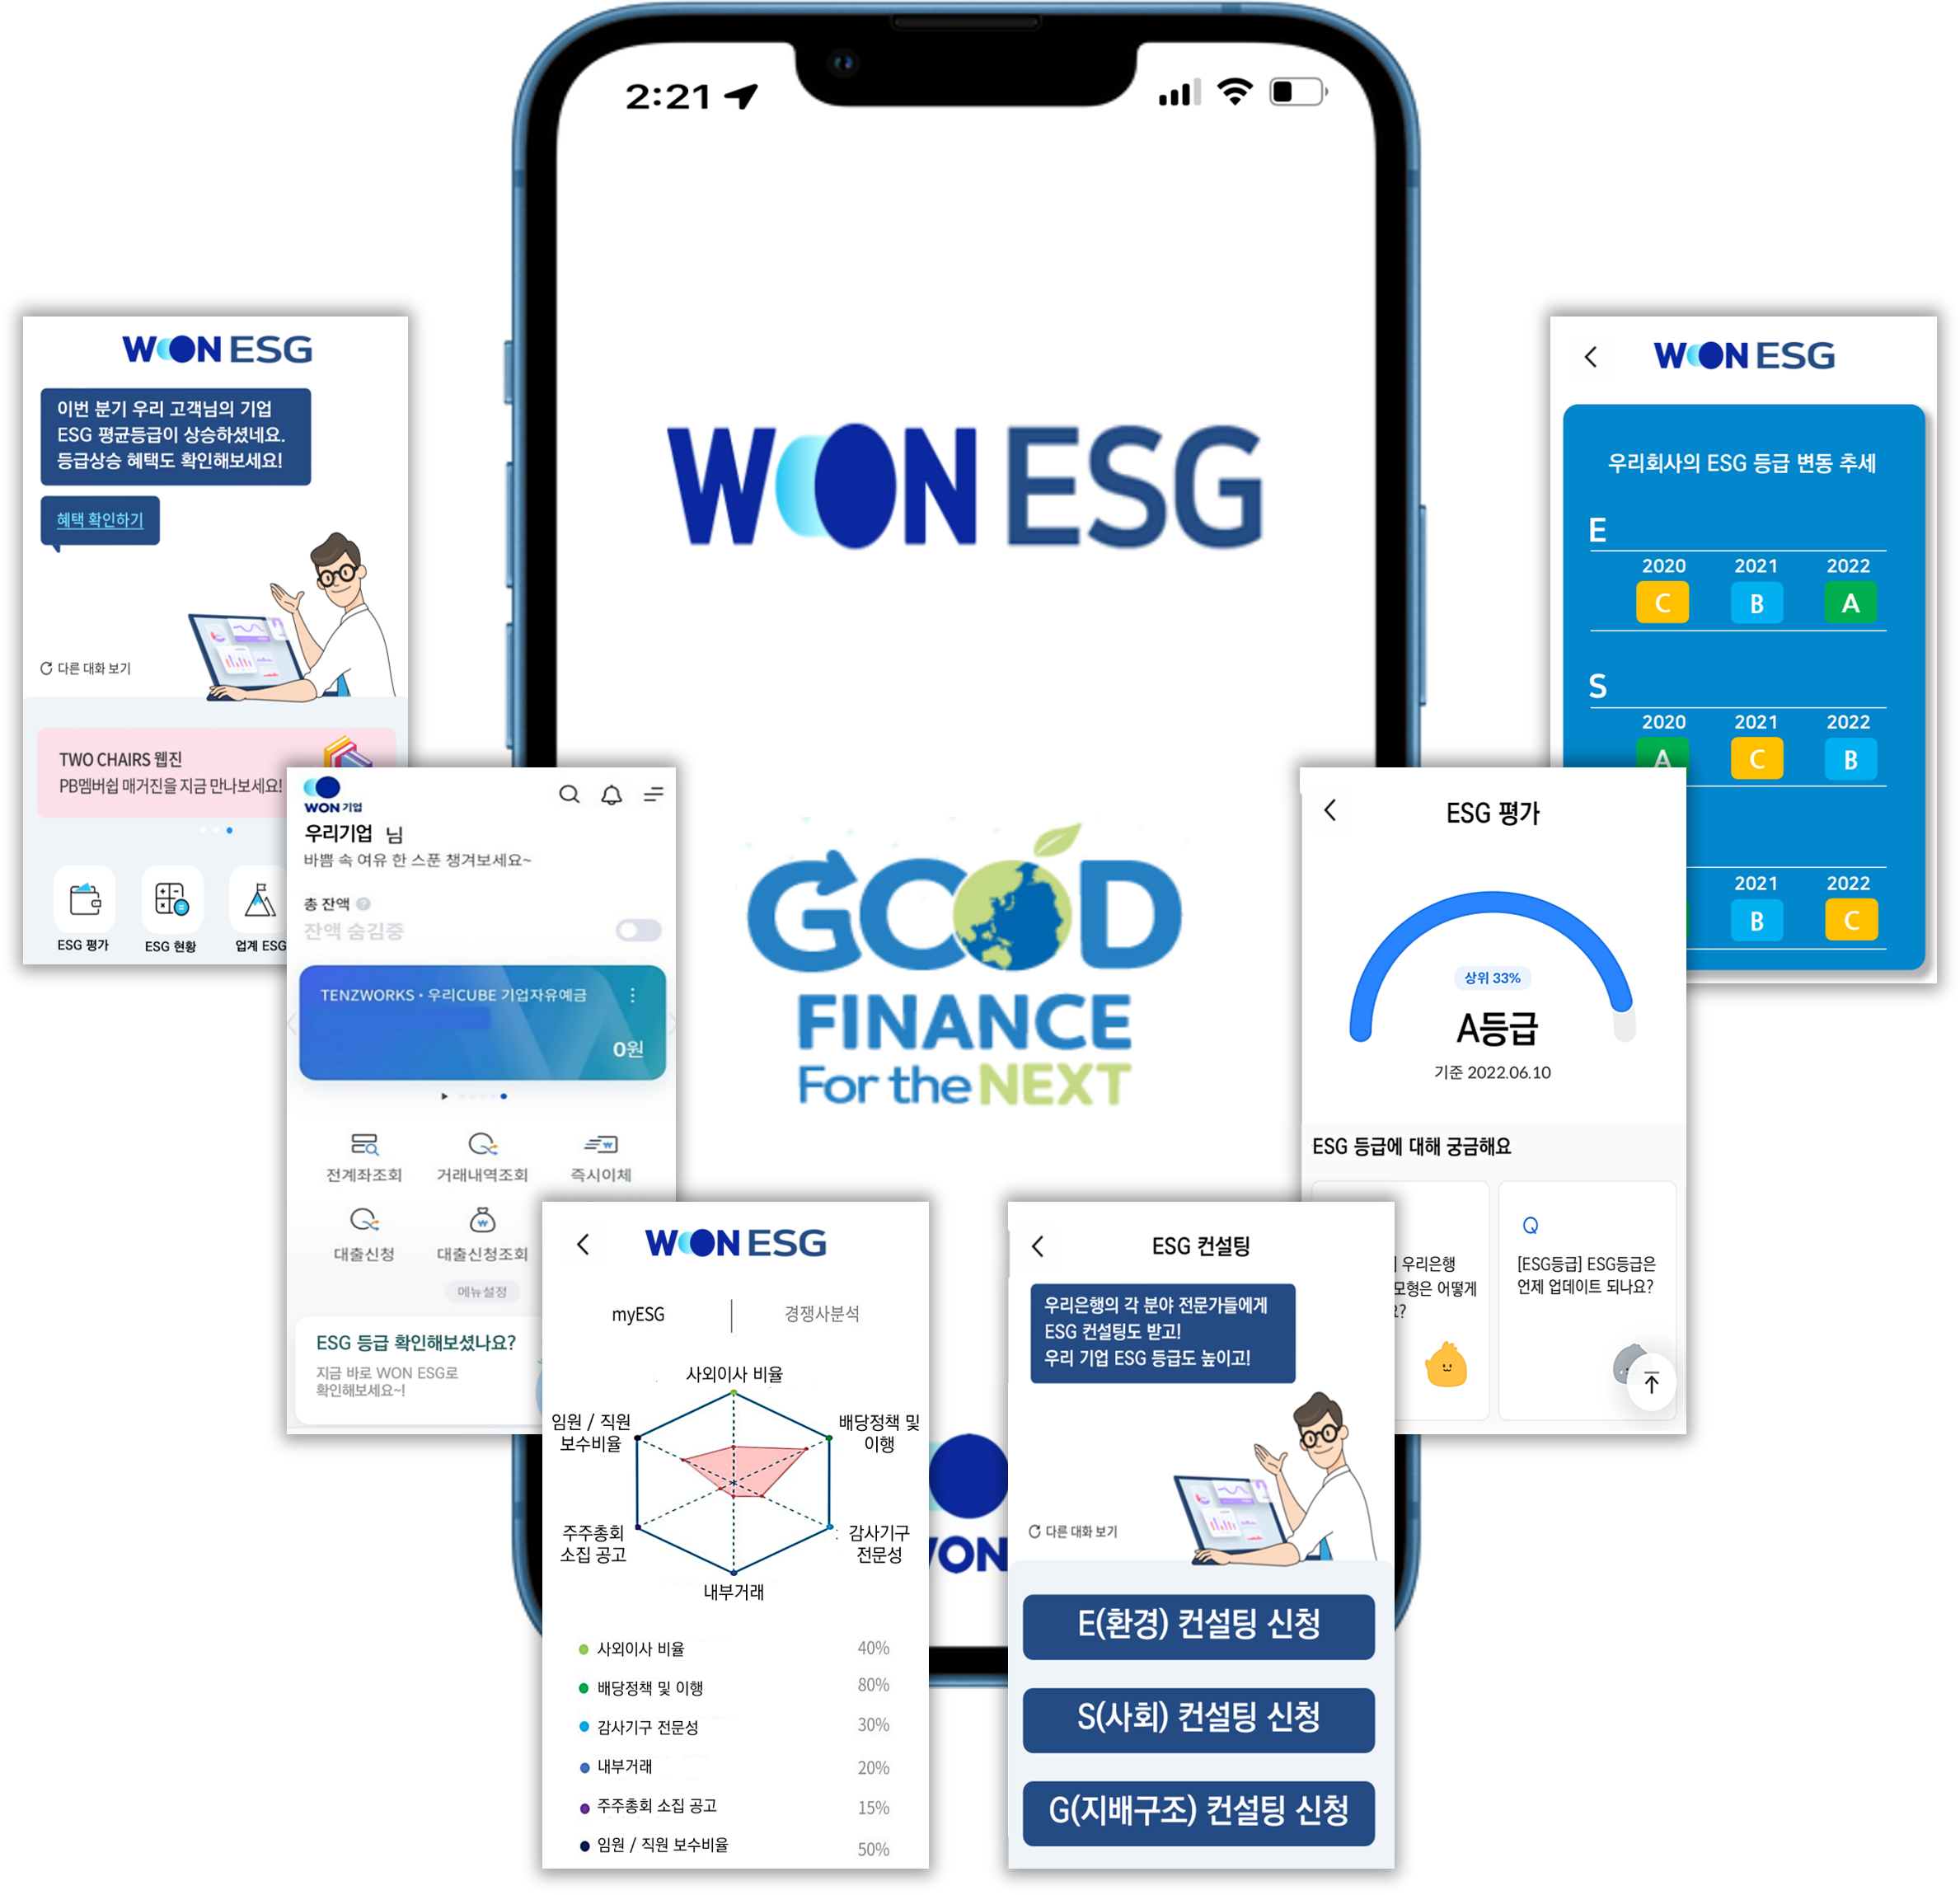 2:21
WON ESG
GOOD
FINANCE
For the NEXT
WON ESG
이번 분기 우리 고객님의 기업
ESG 평균등급이 상승하셨네요.
등급상승 혜택도 확인해보세요!
혜택 확인하기
다른 대화 보기
TWO CHAIRS 웹진
PB멤버쉽 매거진을 지금 만나보세요!
ESG 평가
ESG 현황
업계 ESG
WON 기업
우리기업 님
바쁨 속 여유 한 스푼 챙겨보세요~
총 잔액
잔액 숨김중
TENZWORKS · 우리CUBE 기업자유예금
0원
전계좌조회
거래내역조회
즉시이체
대출신청
대출신청조회
메뉴설정
ESG 등급 확인해보셨나요?
지금 바로 WON ESG로
확인해보세요~!
WON ESG
myESG
경쟁사분석
사외이사 비율
임원 / 직원
보수비율
배당정책 및
이행
주주총회
소집 공고
감사기구
전문성
내부거래
사외이사 비율 40%
배당정책 및 이행 80%
감사기구 전문성 30%
내부거래 20%
주주총회 소집 공고 15%
임원 / 직원 보수비율 50%
WON
ESG 컨설팅
우리은행의 각 분야 전문가들에게
ESG 컨설팅도 받고!
우리 기업 ESG 등급도 높이고!
다른 대화 보기
E(환경) 컨설팅 신청
S(사회) 컨설팅 신청
G(지배구조) 컨설팅 신청
ESG 평가
상위 33%
A등급
기준 2022.06.10
ESG 등급에 대해 궁금해요
우리은행
모형은 어떻게
?
Q
[ESG등급] ESG등급은
언제 업데이트 되나요?
WON ESG
우리회사의 ESG 등급 변동 추세
E
2020 2021 2022
C B A
S
2020 2021 2022
A C B
2021 2022
B C